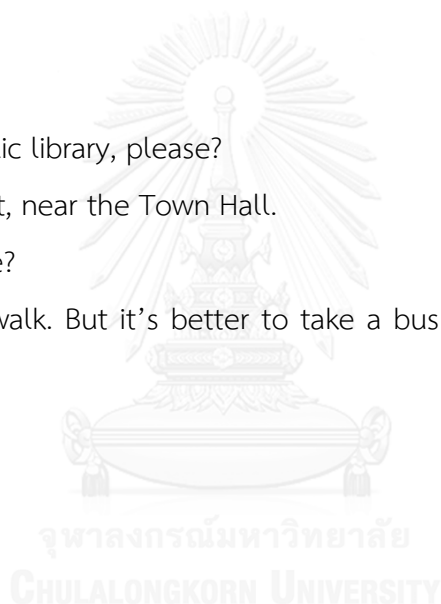 ic library, please?
t, near the Town Hall.
e?
walk. But it's better to take a bus
จุฬาลงกรณ์มหาวิทยาลัย
CHULALONGKORN UNIVERSITY